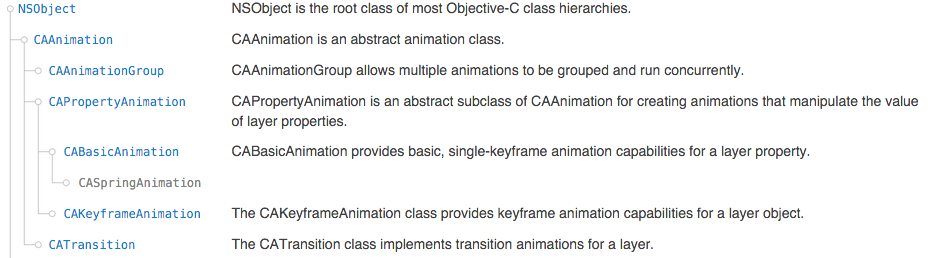 NSObject NSObject is the root class of most Objective-C class hierarchies.
CAAnimation CAAnimation is an abstract animation class.
CAAnimationGroup CAAnimationGroup allows multiple animations to be grouped and run concurrently.
CAPropertyAnimation CAPropertyAnimation is an abstract subclass of CAAnimation for creating animations that manipulate the value
of layer properties.
CABasicAnimation CABasicAnimation provides basic, single-keyframe animation capabilities for a layer property.
CASpringAnimation
CAKeyframeAnimation The CAKeyframeAnimation class provides keyframe animation capabilities for a layer object.
CATransition The CATransition class implements transition animations for a layer.